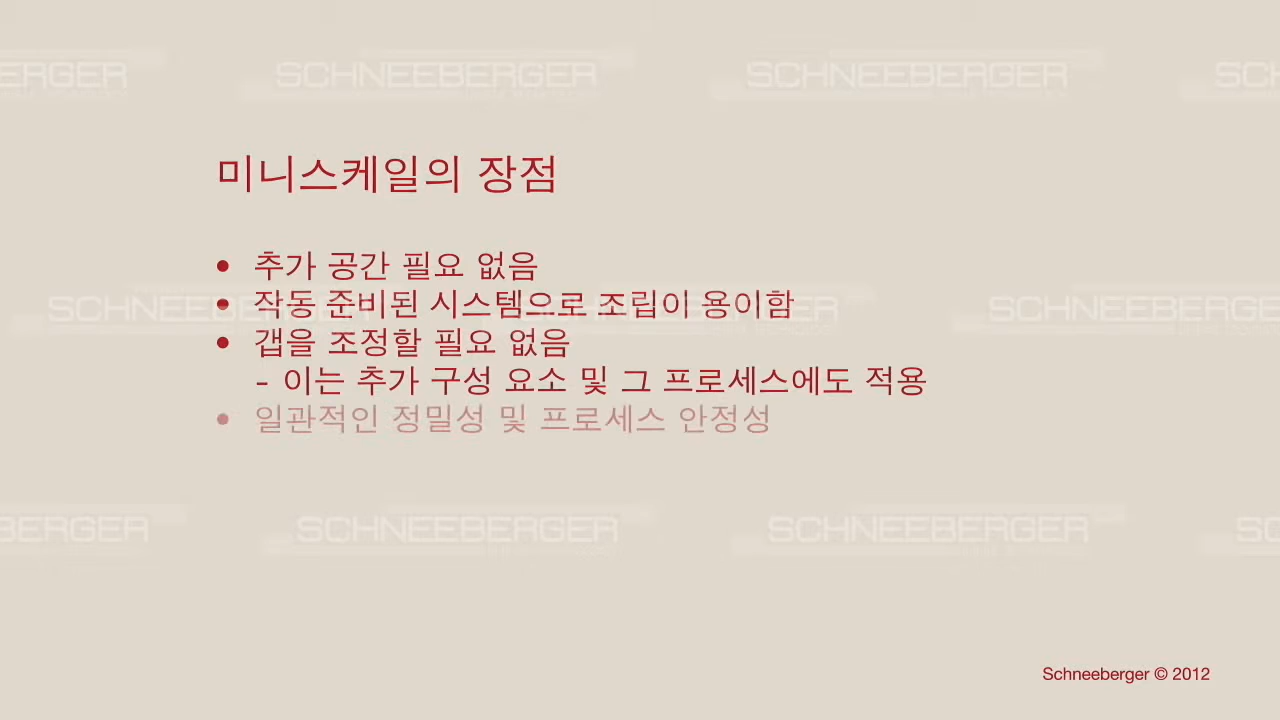 SCHNEEBERGER SCHNEEBERGER
미니스케일의 장점
• 추가 공간 필요 없음
• 작동 준비된 시스템으로 조립이 용이함
• 갭을 조정할 필요 없음
- 이는 추가 구성 요소 및 그 프로세스에도 적용
• 일관적인 정밀성 및 프로세스 안정성
SCHNEEBERGER SCHNEEBERGER
Schneeberger © 2012